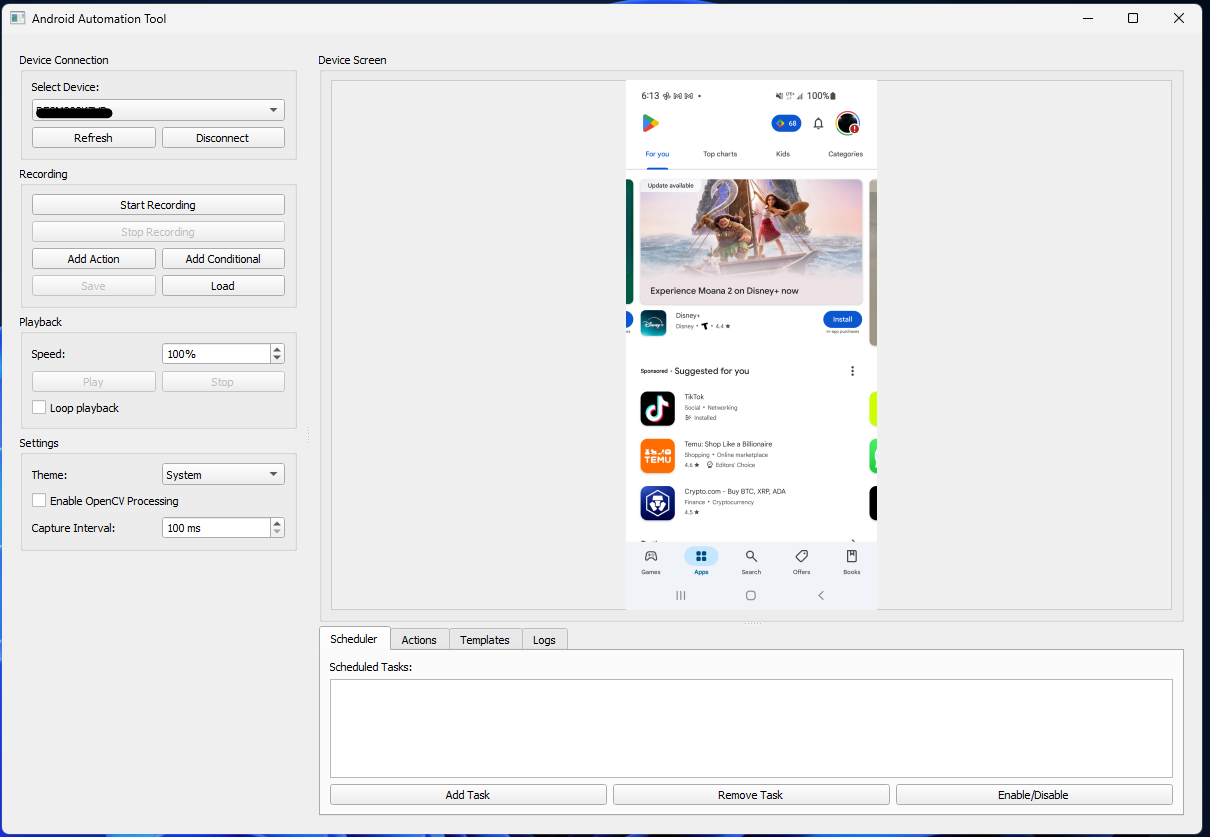 Android Automation Tool
Device Connection
Select Device:
Refresh
Disconnect
Recording
Start Recording
Stop Recording
Add Action
Add Conditional
Save
Load
Playback
Speed:
100%
Play
Stop
Loop playback
Settings
Theme:
System
Enable OpenCV Processing
Capture Interval:
100 ms
Device Screen
6:13
100%
68
For you
Top charts
Kids
Categories
Update available
2
Experience Moana 2 on Disney+ now
Disney+
Disney+
Disney • T • 4.4 ★
Install
In-app purchases
Sponsored • Suggested for you
TikTok
Social • Networking
Installed
TEMU
Temu: Shop Like a Billionaire
Shopping • Online marketplace
4.6 ★ Editors' Choice
Crypto.com - Buy BTC, XRP, ADA
Finance • Cryptocurrency
4.5 ★
Games
Apps
Search
Offers
Books
Scheduler
Actions
Templates
Logs
Scheduled Tasks:
Add Task
Remove Task
Enable/Disable